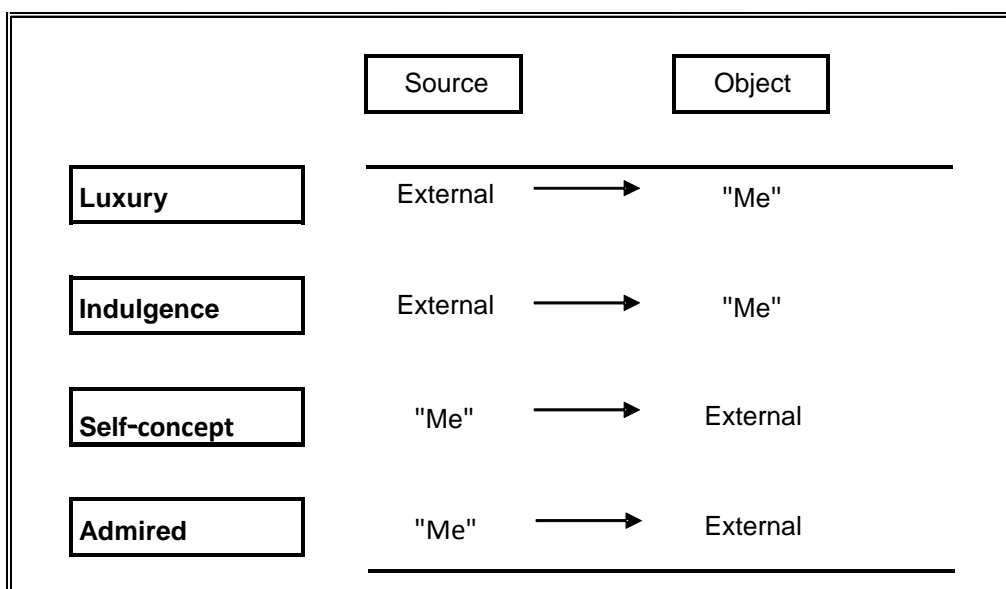 Source Object
Luxury External "Me"
Indulgence External "Me"
Self-concept "Me" External
Admired "Me" External